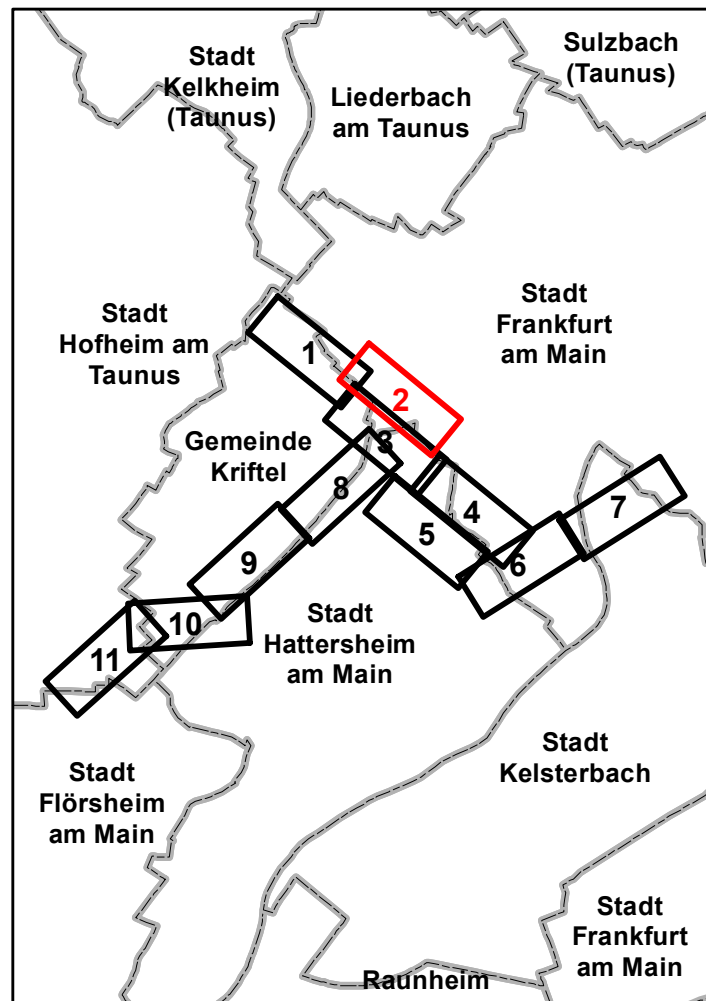 Stadt
Kelkheim
(Taunus)
Liederbach
am Taunus
Sulzbach
(Taunus)
Stadt
Hofheim am
Taunus
Stadt
Frankfurt
am Main
1
2
3
Gemeinde
Kriftel
8
4
7
5
6
9
10
11
Stadt
Hattersheim
am Main
Stadt
Kelsterbach
Stadt
Flörsheim
am Main
Stadt
Frankfurt
am Main
Raunheim